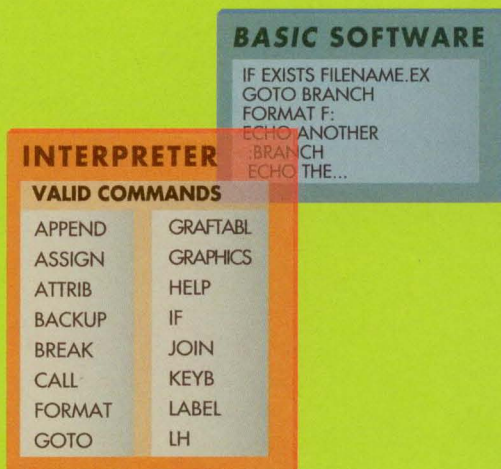 BASIC SOFTWARE
IF EXISTS FILENAME.EX
GOTO BRANCH
FORMAT F:
ECHO ANOTHER
:BRANCH
ECHO THE...
INTERPRETER
VALID COMMANDS
APPEND
ASSIGN
ATTRIB
BACKUP
BREAK
CALL
FORMAT
GOTO
GRAFTABL
GRAPHICS
HELP
IF
JOIN
KEYB
LABEL
LH